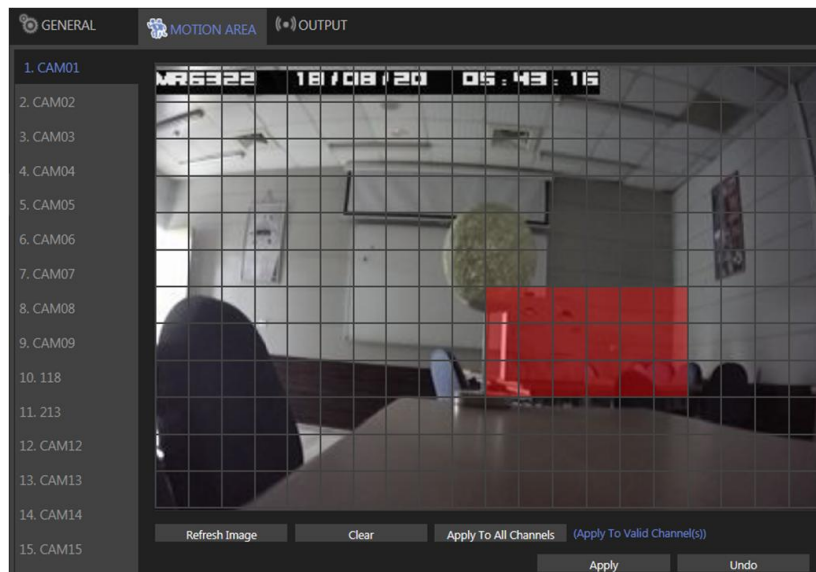 GENERAL
MOTION AREA
OUTPUT
1. CAM01
2. CAM02
3. CAM03
4. CAM04
5. CAM05
6. CAM06
7. CAM07
8. CAM08
9. CAM09
10. 118
11. 213
12. CAM12
13. CAM13
14. CAM14
15. CAM15
MR6322 18/08/20 05:43:16
Refresh Image
Clear
Apply To All Channels
(Apply To Valid Channel(s))
Apply
Undo